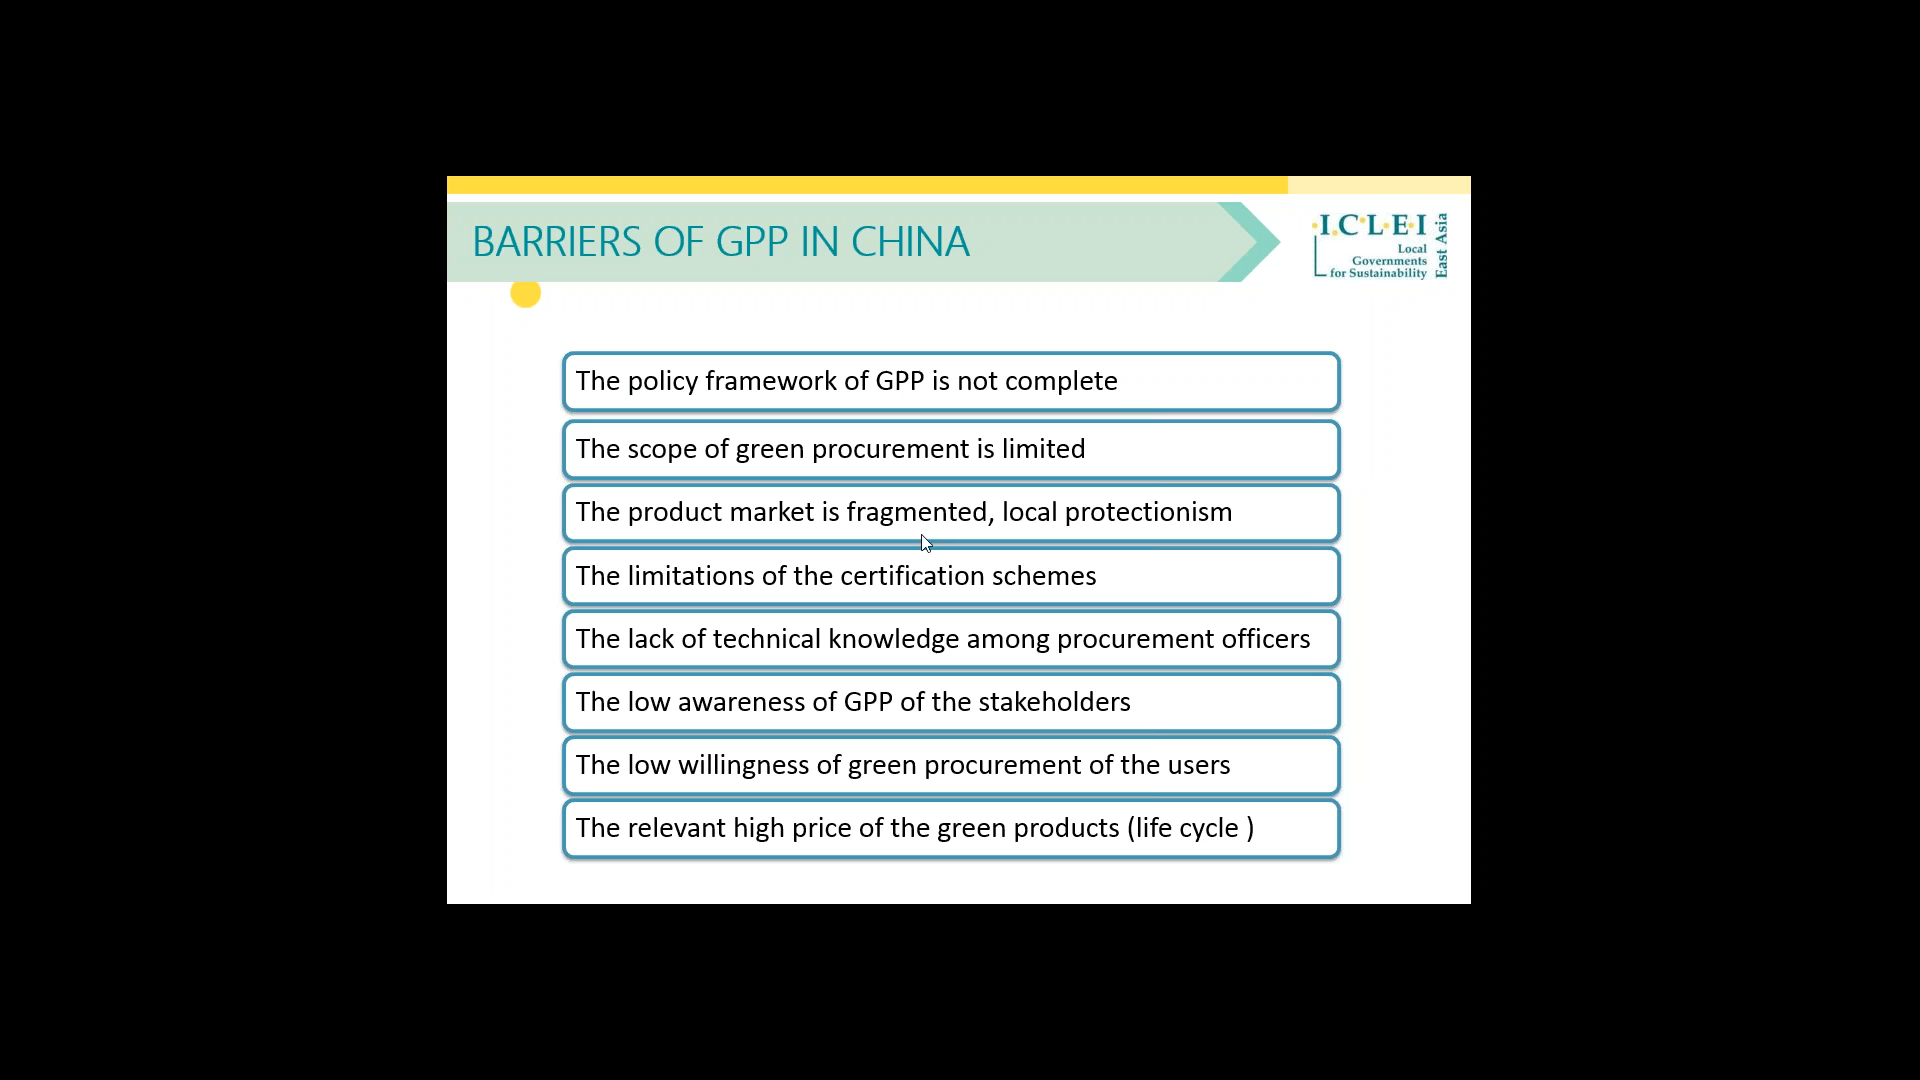 BARRIERS OF GPP IN CHINA
I.C.L.E.I
Local
Governments
for Sustainability
East Asia
The policy framework of GPP is not complete
The scope of green procurement is limited
The product market is fragmented, local protectionism
The limitations of the certification schemes
The lack of technical knowledge among procurement officers
The low awareness of GPP of the stakeholders
The low willingness of green procurement of the users
The relevant high price of the green products (life cycle )